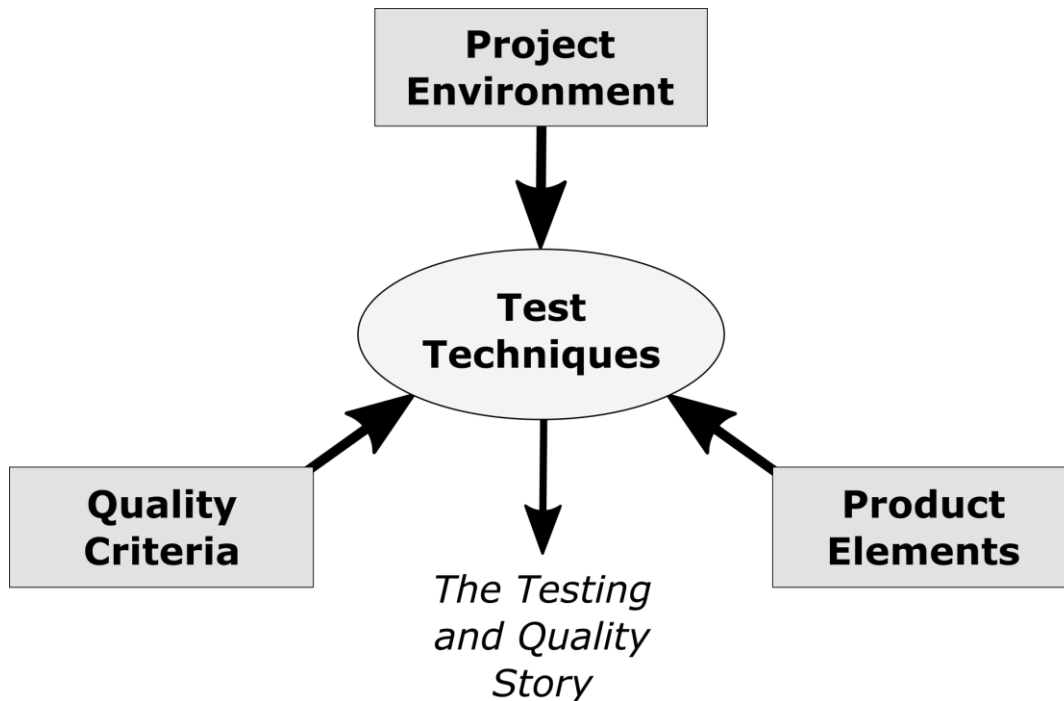 Project
Environment
Test
Techniques
Quality
Criteria
Product
Elements
The Testing
and Quality
Story